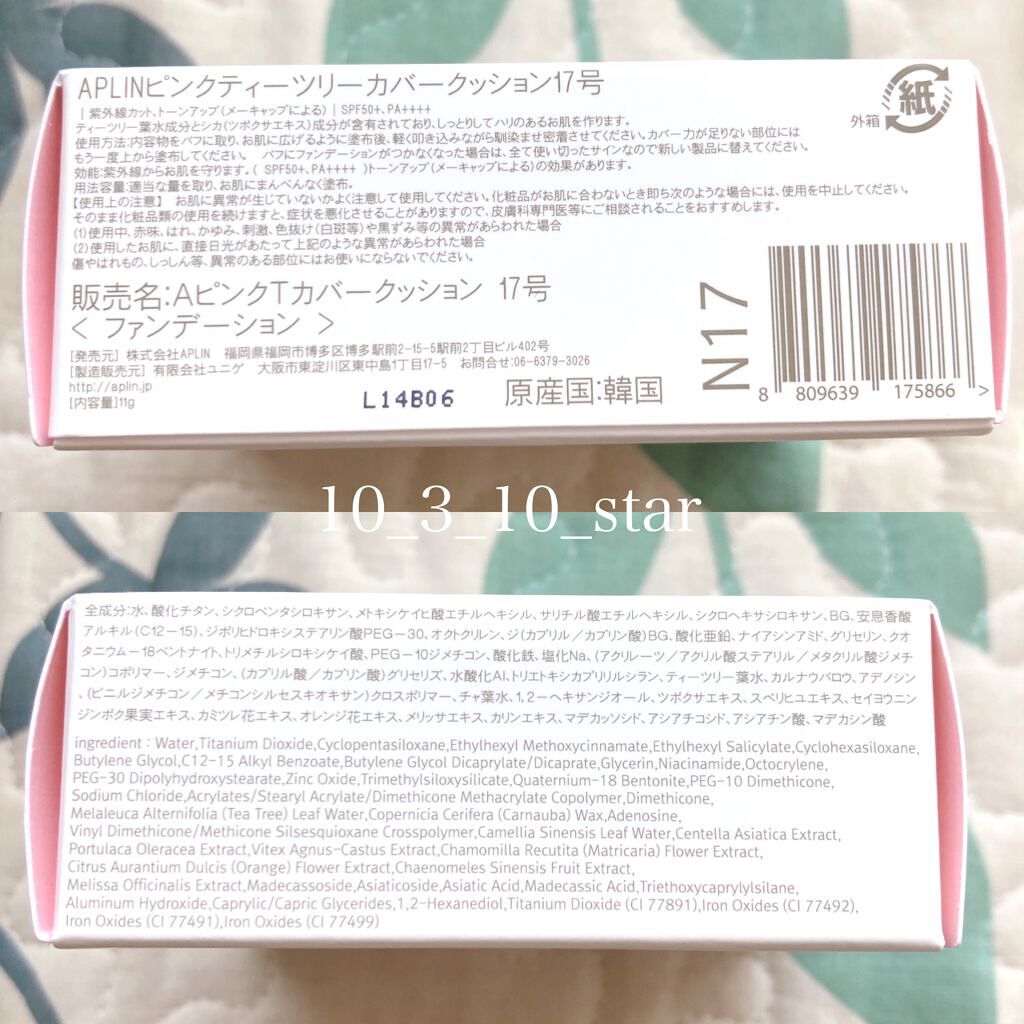 APLINピンクティーツリーカバークッション17号
| 紫外線カット、トーンアップ(メーキャップによる) | SPF50+、PA++++
ティーツリー葉水成分とシカ(ツボクサエキス)成分が含有されており、しっとりしてハリのあるお肌を作ります。
使用方法:内容物をパフに取り、お肌に広げるように塗布後、軽く叩き込みながら馴染ませ密着させてください。カバー力が足りない部位には
もう一度上から塗布してください。 パフにファンデーションがつかなくなった場合は、全て使い切ったサインなので新しい製品に替えてください。
効能:紫外線からお肌を守ります。( SPF50+、PA++++ )トーンアップ(メーキャップによる)の効果があります。
用法容量:適当な量を取り、お肌にまんべんなく塗布。
【使用上の注意】 お肌に異常が生じていないかよく注意して使用してください。化粧品がお肌に合わないとき即ち次のような場合には、使用を中止してください。
そのまま化粧品類の使用を続けますと、症状を悪化させることがありますので、皮膚科専門医等にご相談されることをおすすめします。
(1)使用中、赤味、はれ、かゆみ、刺激、色抜け(白斑等)や黒ずみ等の異常があらわれた場合
(2)使用したお肌に、直接日光があたって上記のような異常があらわれた場合
傷やはれもの、しっしん等、異常のある部位にはお使いにならないでください。
販売名:AピンクTカバークッション 17号
< ファンデーション >
[発売元] 株式会社APLIN 福岡県福岡市博多区博多駅前2-15-5駅前2丁目ビル402号
[製造販売元] 有限会社ユニゲ 大阪市東淀川区東中島1丁目17-5 お問合せ:06-6379-3026
http://aplin.jp
[内容量]11g
L14B06
原産国:韓国
外箱
紙
N17
8 809639 175866 >
10_3_10_star
全成分:水、酸化チタン、シクロペンタシロキサン、メトキシケイヒ酸エチルヘキシル、サリチル酸エチルヘキシル、シクロヘキサシロキサン、BG、安息香酸
アルキル(C12-15)、ジポリヒドロキシステアリン酸PEG-30、オクトクルレン、ジ(カプリル/カプリン酸)BG、酸化亜鉛、ナイアシンアミド、グリセリン、クオ
タニウム-18ベントナイト、トリメチルシロキシケイ酸、PEG-10ジメチコン、酸化鉄、塩化Na、(アクリレーツ/アクリル酸ステアリル/メタクリル酸ジメチ
コン)コポリマー、ジメチコン、(カプリル酸/カプリン酸)グリセリズ、水酸化Al、トリエトキシカプリリルシラン、ティーツリー葉水、カルナウバロウ、アデノシン
、(ビニルジメチコン/メチコンシルセスキオキサン)クロスポリマー、チャ葉水、1,2-ヘキサンジオール、ツボクサエキス、スベリヒユエキス、セイヨウニン
ジンボク果実エキス、カミツレ花エキス、オレンジ花エキス、メリッサエキス、カリンエキス、マデカッソシド、アシアチコシド、アシアチン酸、マデカシン酸
ingredient : Water,Titanium Dioxide,Cyclopentasiloxane,Ethylhexyl Methoxycinnamate,Ethylhexyl Salicylate,Cyclohexasiloxane,
Butylene Glycol,C12-15 Alkyl Benzoate,Butylene Glycol Dicaprylate/Dicaprate,Glycerin,Niacinamide,Octocrylene,
PEG-30 Dipolyhydroxystearate,Zinc Oxide,Trimethylsiloxysilicate,Quaternium-18 Bentonite,PEG-10 Dimethicone,
Sodium Chloride,Acrylates/Stearyl Acrylate/Dimethicone Methacrylate Copolymer,Dimethicone,
Melaleuca Alternifolia (Tea Tree) Leaf Water,Copernicia Cerifera (Carnauba) Wax,Adenosine,
Vinyl Dimethicone/Methicone Silsesquioxane Crosspolymer,Camellia Sinensis Leaf Water,Centella Asiatica Extract,
Portulaca Oleracea Extract,Vitex Agnus-Castus Extract,Chamomilla Recutita (Matricaria) Flower Extract,
Citrus Aurantium Dulcis (Orange) Flower Extract,Chaenomeles Sinensis Fruit Extract,
Melissa Officinalis Extract,Madecassoside,Asiaticoside,Asiatic Acid,Madecassic Acid,Triethoxycaprylylsilane,
Aluminum Hydroxide,Caprylic/Capric Glycerides,1,2-Hexanediol,Titanium Dioxide (CI 77891),Iron Oxides (CI 77492),
Iron Oxides (CI 77491),Iron Oxides (CI 77499)